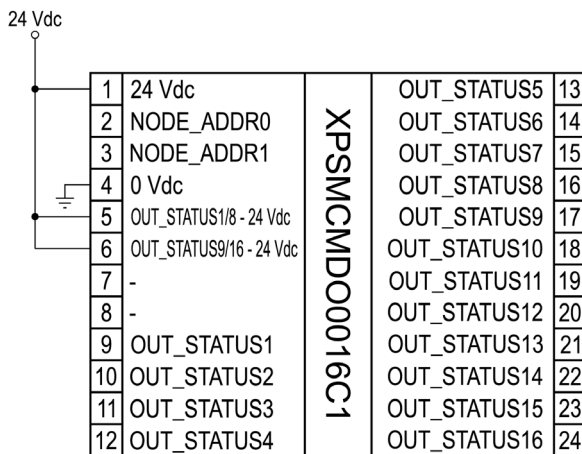 24 Vdc
1 24 Vdc
2 NODE_ADDR0
3 NODE_ADDR1
4 0 Vdc
5 OUT_STATUS1/8 - 24 Vdc
6 OUT_STATUS9/16 - 24 Vdc
7 -
8 -
9 OUT_STATUS1
10 OUT_STATUS2
11 OUT_STATUS3
12 OUT_STATUS4
XPSMCMDO0016C1
OUT_STATUS5 13
OUT_STATUS6 14
OUT_STATUS7 15
OUT_STATUS8 16
OUT_STATUS9 17
OUT_STATUS10 18
OUT_STATUS11 19
OUT_STATUS12 20
OUT_STATUS13 21
OUT_STATUS14 22
OUT_STATUS15 23
OUT_STATUS16 24